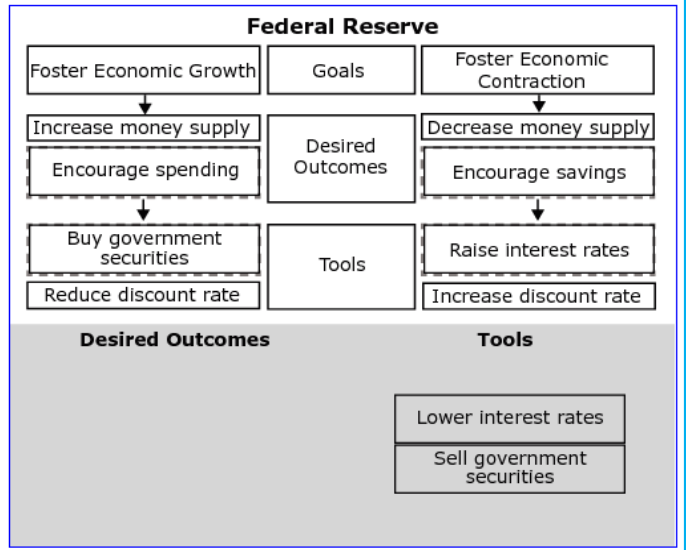 Federal Reserve
Foster Economic Growth
Goals
Foster Economic
Contraction
Increase money supply
Desired
Outcomes
Decrease money supply
Encourage spending
Encourage savings
Buy government
securities
Tools
Raise interest rates
Reduce discount rate
Increase discount rate
Desired Outcomes
Tools
Lower interest rates
Sell government
securities